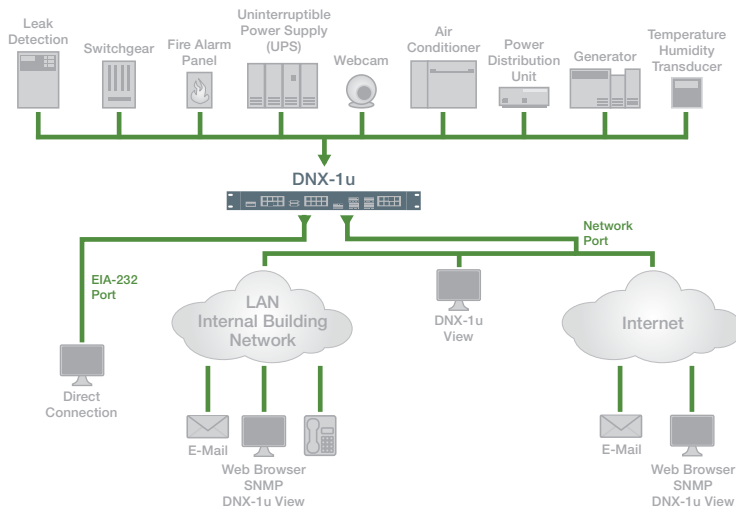 Leak
Detection
Switchgear
Fire Alarm
Panel
Uninterruptible
Power Supply
(UPS)
Webcam
Air
Conditioner
Power
Distribution
Unit
Generator
Temperature
Humidity
Transducer
DNX-1u
Network
Port
EIA-232
Port
LAN
Internal Building
Network
DNX-1u
View
Internet
Direct
Connection
E-Mail
Web Browser
SNMP
DNX-1u View
E-Mail
Web Browser
SNMP
DNX-1u View